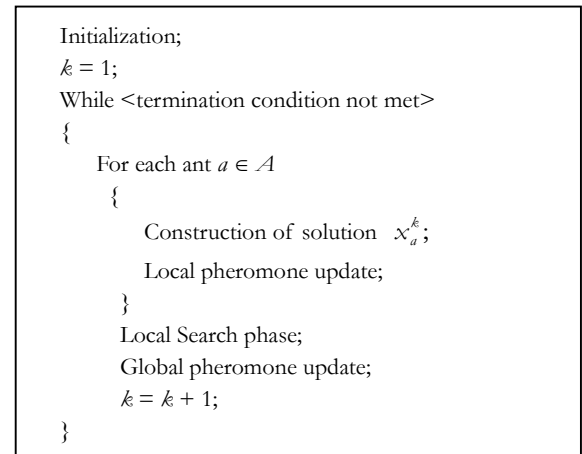 Initialization;
k = 1;
While <termination condition not met>
{
For each ant a ∈ A
{
Construction of solution x_a^k;
Local pheromone update;
}
Local Search phase;
Global pheromone update;
k = k + 1;
}